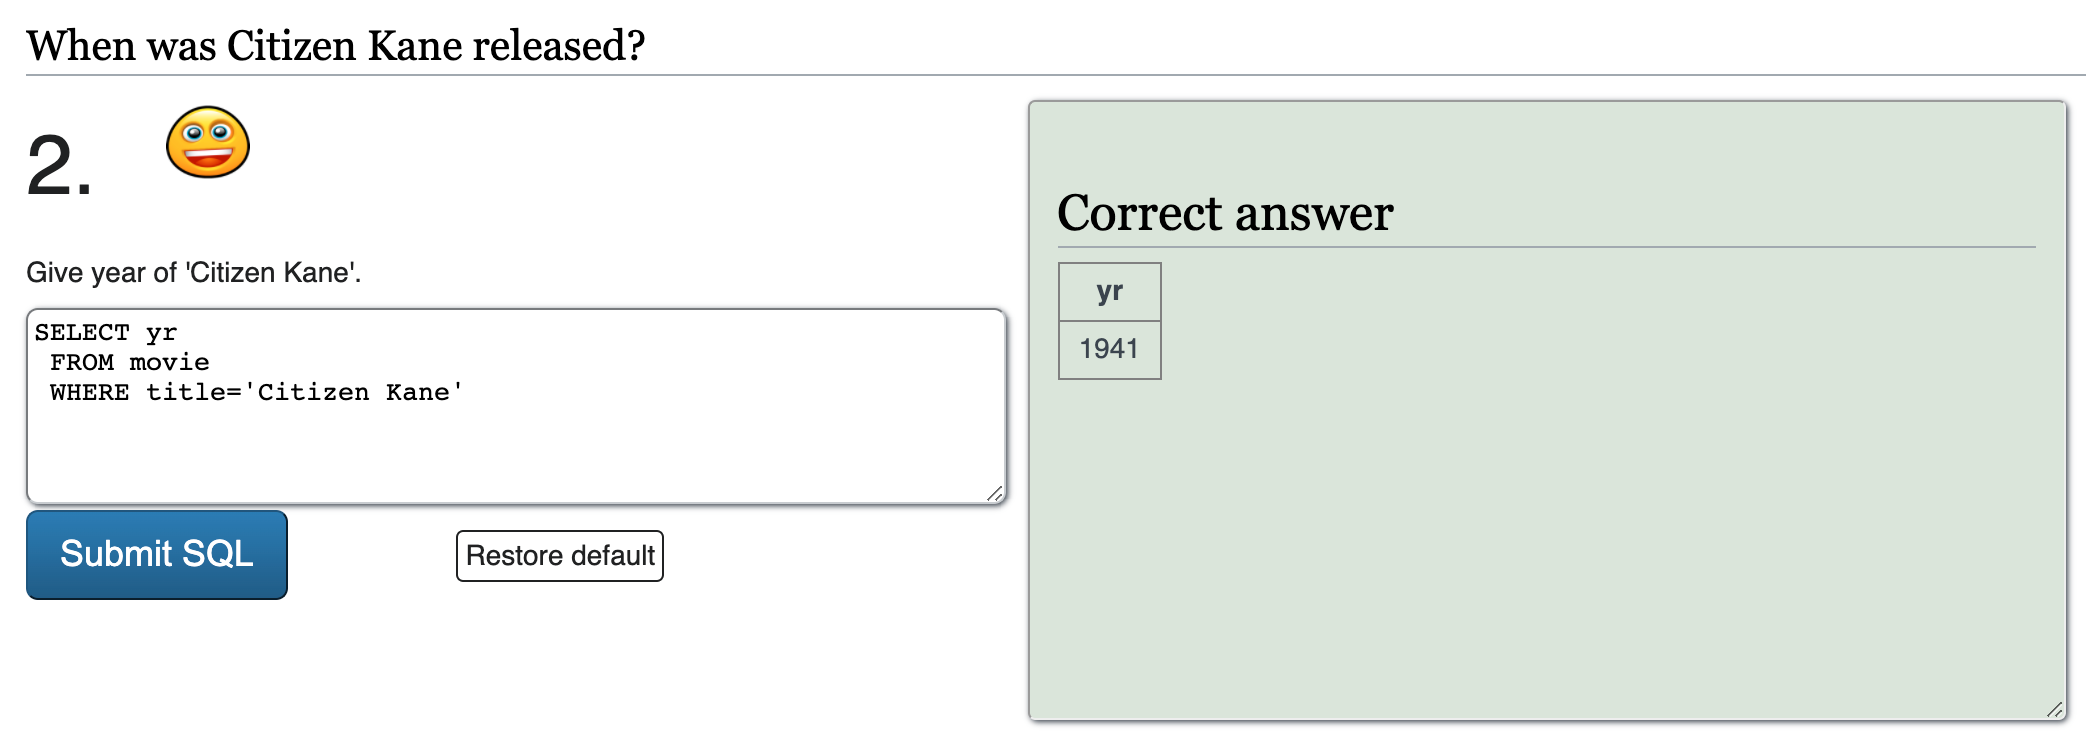 When was Citizen Kane released?
2.
Give year of 'Citizen Kane'.
SELECT yr
 FROM movie
 WHERE title='Citizen Kane'
Submit SQL
Restore default
Correct answer
yr
1941